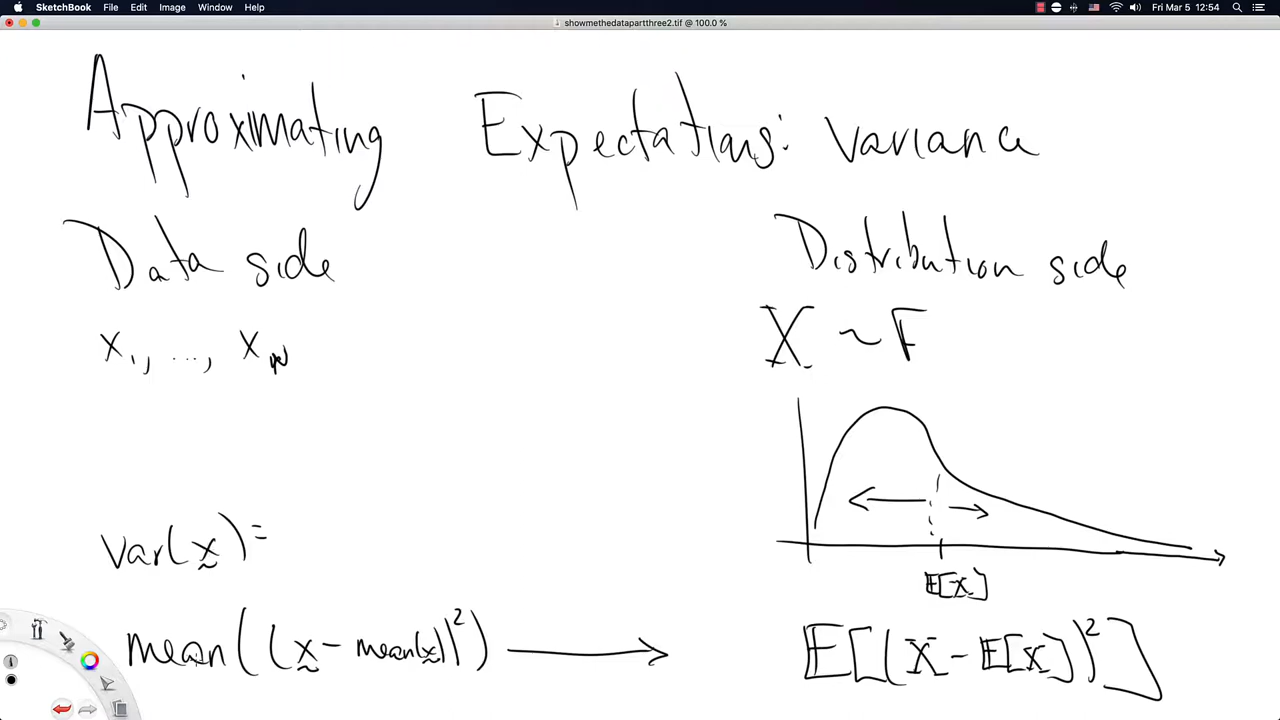 SketchBook File Edit Image Window Help Fri Mar 5 12:54
showmethedatapartthree2.tif @ 100.0 %
Approximating Expectations: variance
Data side
Distribution side
x₁, ..., x_N
X ~ F
var(x) =
E[X]
mean((x - mean(x))²) → E[(X - E[X])²]